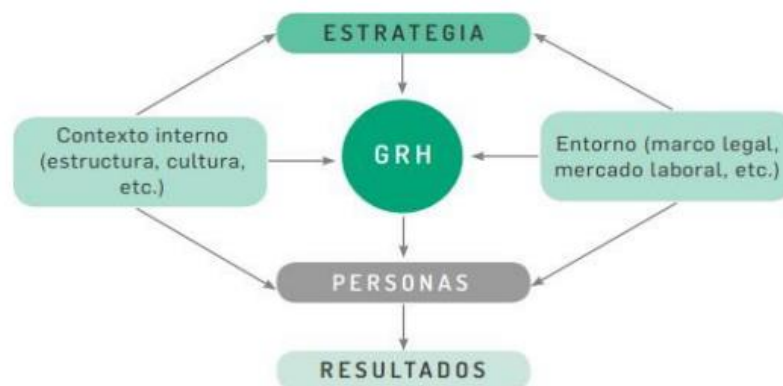 ESTRATEGIA
Contexto interno
(estructura, cultura,
etc.)
GRH
Entorno (marco legal,
mercado laboral, etc.)
PERSONAS
RESULTADOS